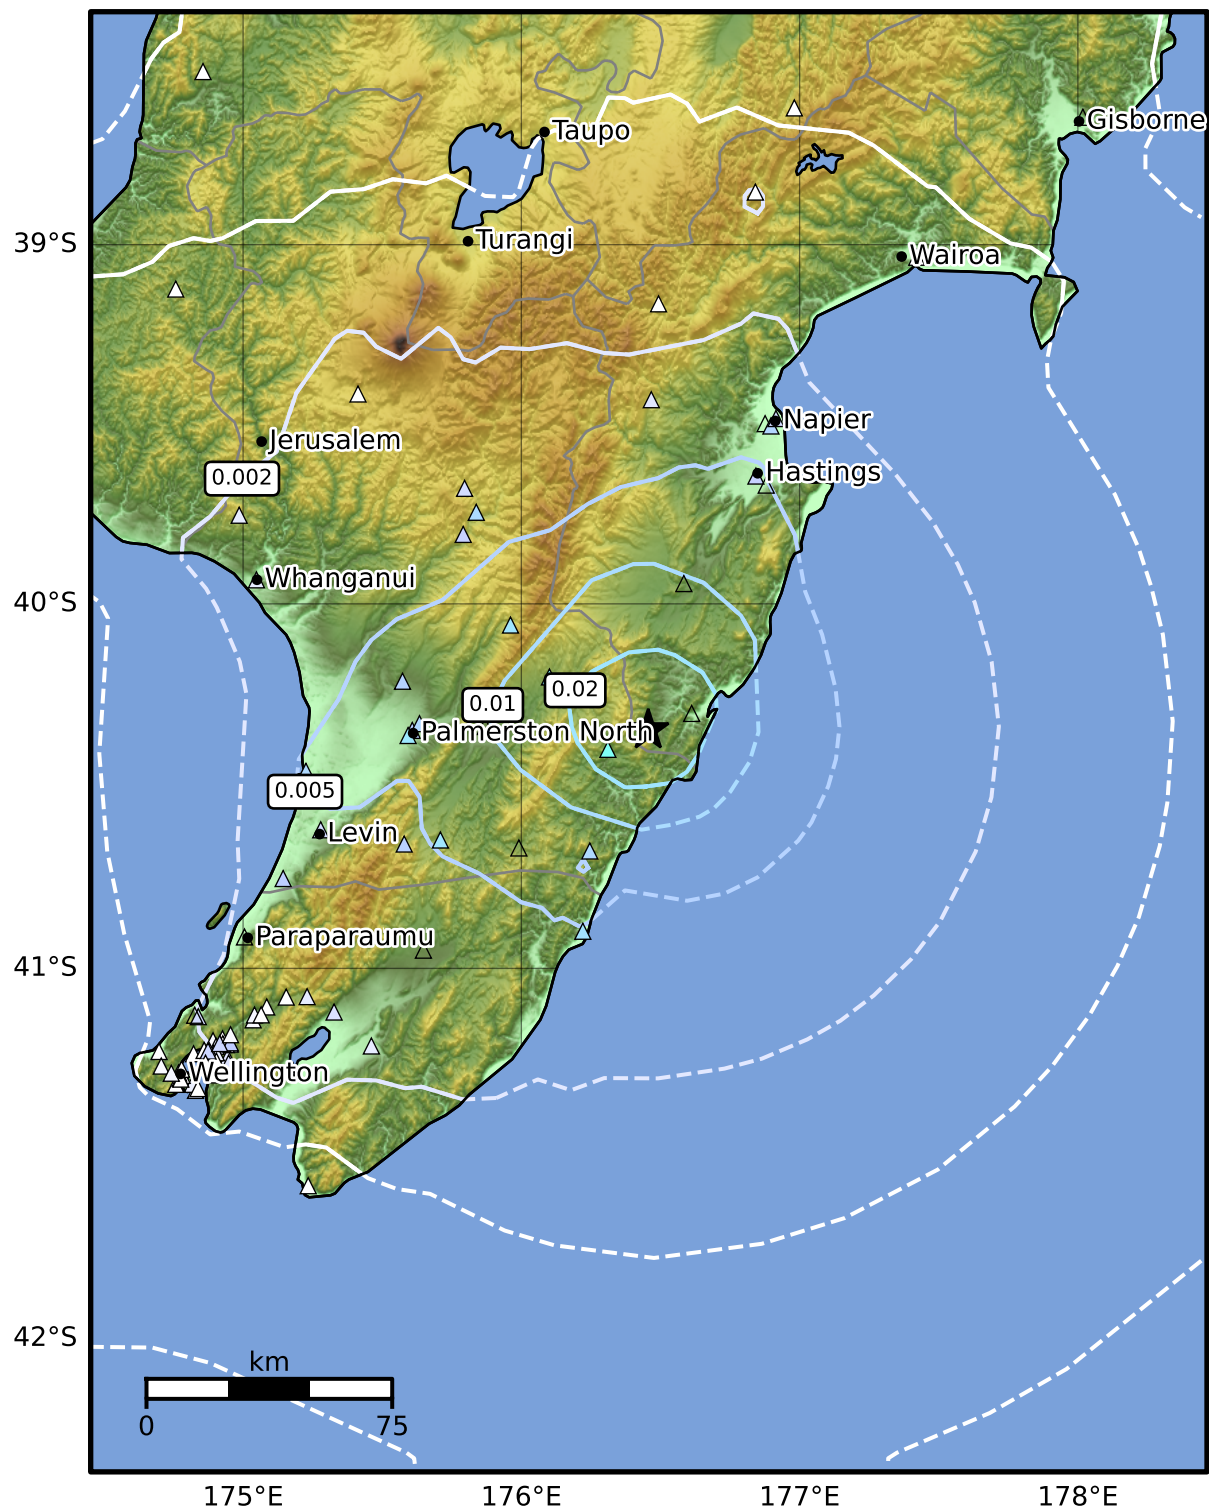 Taupo
Gisborne
39°S
Turangi
Wairoa
Napier
Jerusalem
Hastings
0.002
Whanganui
40°S
0.02
0.01
Palmerston North
0.005
Levin
Paraparaumu
41°S
Wellington
42°S
km
0
75
175°E
176°E
177°E
178°E